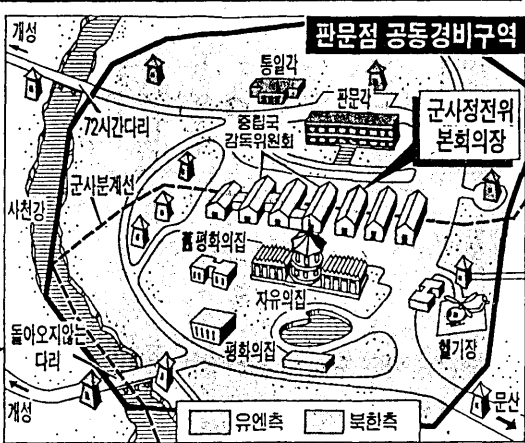 판문점 공동경비구역
개성
통일각
판문각
72시간다리
중립국
감독위원회
군사정전위
본회의장
군사분계선
사천강
舊평화의집
자유의집
돌아오지않는
다리
평화의집
헬기장
개성
문산
유엔측
북한측